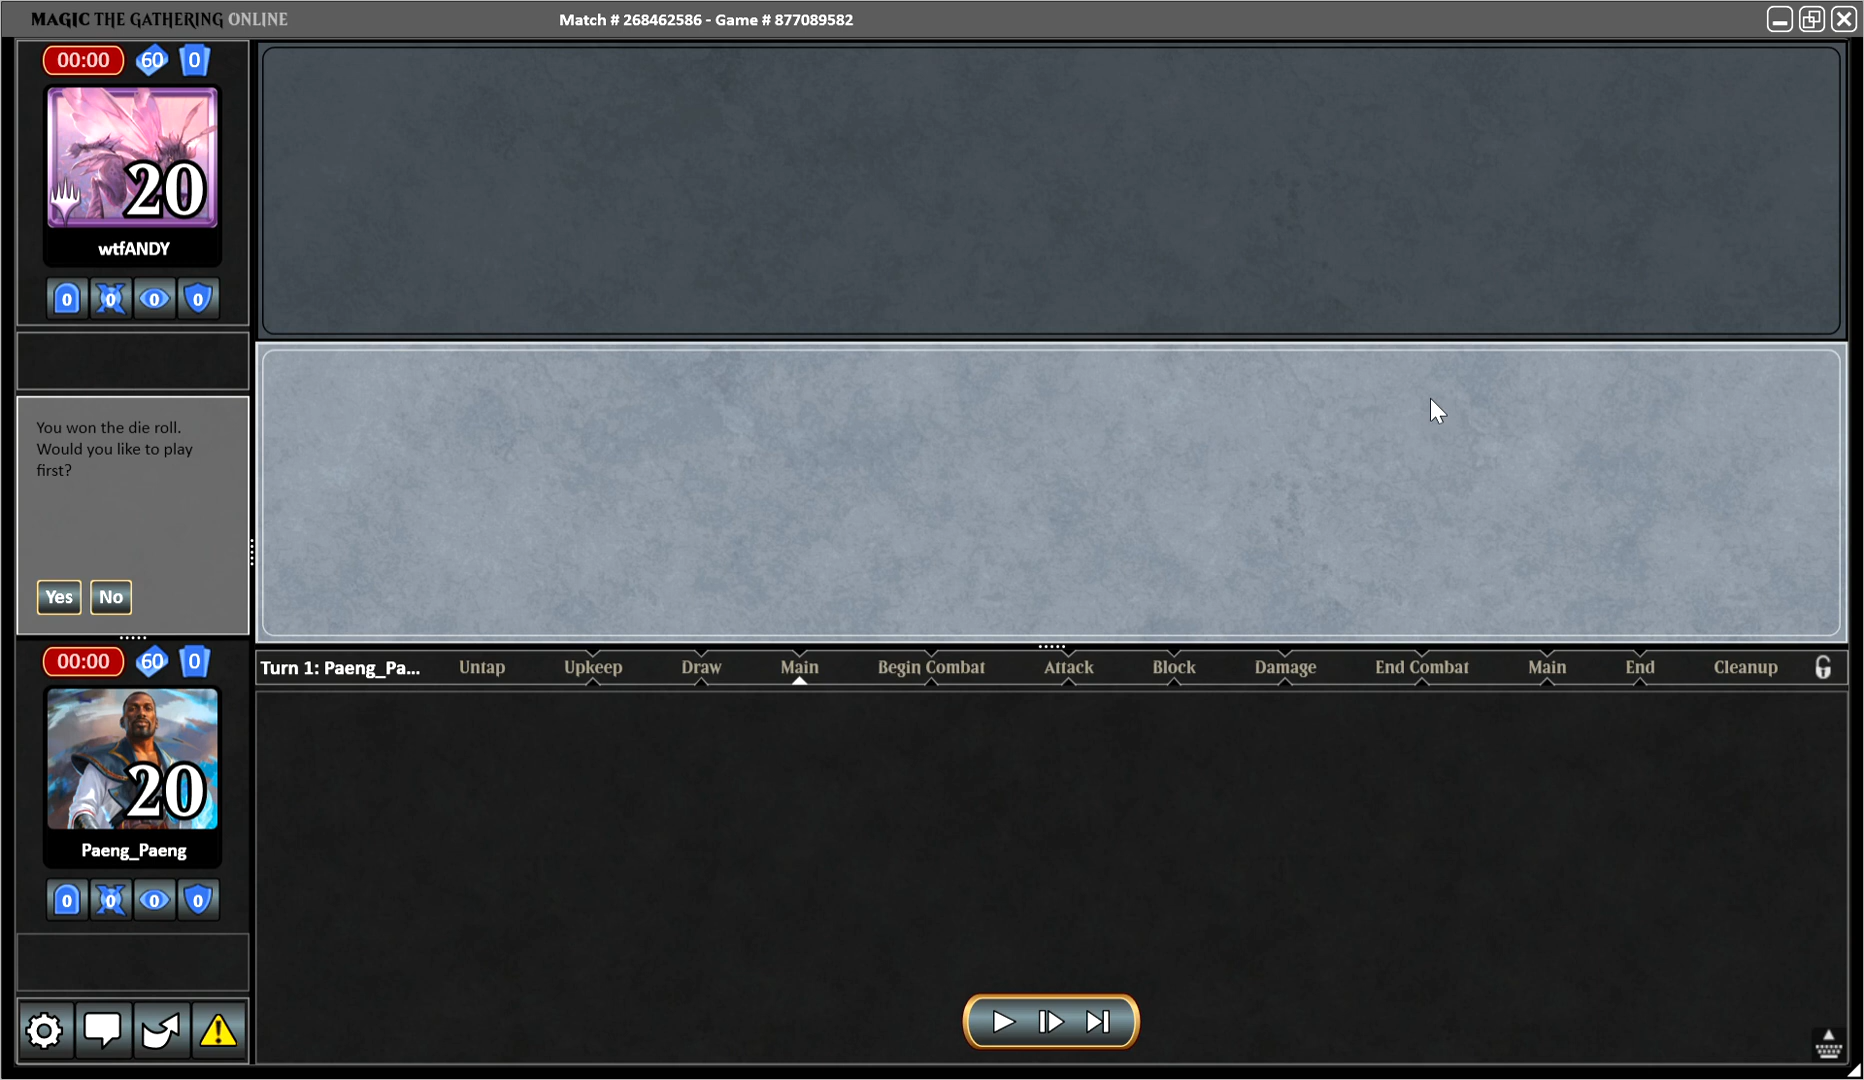 MAGIC THE GATHERING ONLINE
Match # 268462586 - Game # 877089582
00:00 60 0
20
wtfANDY
0 0 0 0
You won the die roll.
Would you like to play
first?
Yes No
00:00 60 0
Turn 1: Paeng_Pa... Untap Upkeep Draw Main Begin Combat Attack Block Damage End Combat Main End Cleanup
20
Paeng_Paeng
0 0 0 0